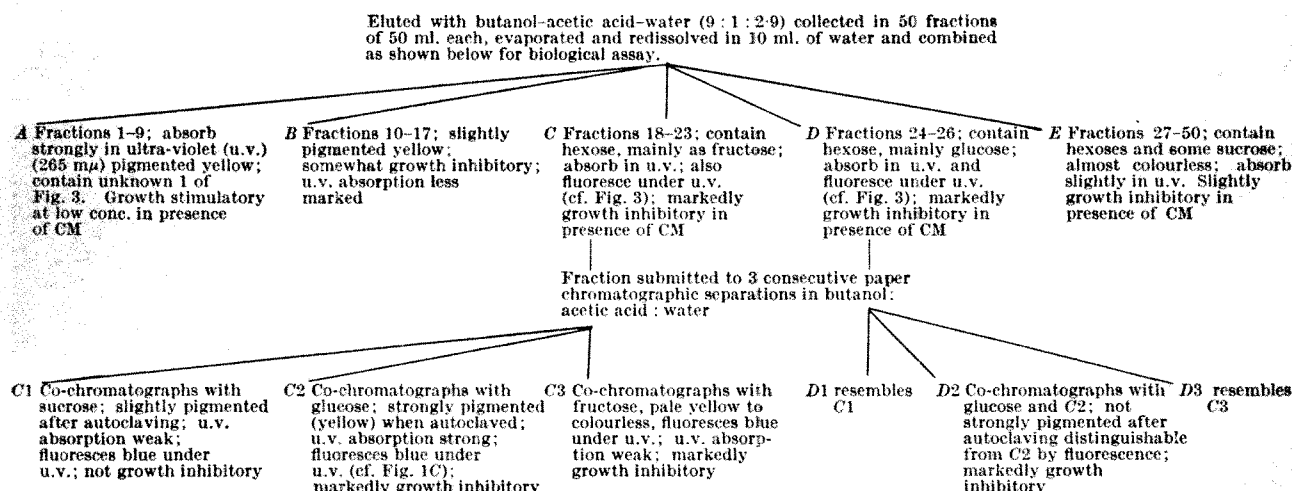 Eluted with butanol-acetic acid-water (9 : 1 : 2·9) collected in 50 fractions
of 50 ml. each, evaporated and redissolved in 10 ml. of water and combined
as shown below for biological assay.
A Fractions 1–9; absorb
strongly in ultra-violet (u.v.)
(265 mμ) pigmented yellow;
contain unknown 1 of
Fig. 3. Growth stimulatory
at low conc. in presence
of CM
B Fractions 10–17; slightly
pigmented yellow;
somewhat growth inhibitory;
u.v. absorption less
marked
C Fractions 18–23; contain
hexose, mainly as fructose;
absorb in u.v.; also
fluoresce under u.v.
(cf. Fig. 3); markedly
growth inhibitory in
presence of CM
D Fractions 24–26; contain
hexose, mainly glucose;
absorb in u.v. and
fluoresce under u.v.
(cf. Fig. 3); markedly
growth inhibitory in
presence of CM
E Fractions 27–50; contain
hexoses and some sucrose;
almost colourless; absorb
slightly in u.v. Slightly
growth inhibitory in
presence of CM
Fraction submitted to 3 consecutive paper
chromatographic separations in butanol:
acetic acid : water
C1 Co-chromatographs with
sucrose; slightly pigmented
after autoclaving; u.v.
absorption weak;
fluoresces blue under
u.v.; not growth inhibitory
C2 Co-chromatographs with
glucose; strongly pigmented
(yellow) when autoclaved;
u.v. absorption strong;
fluoresces blue under
u.v. (cf. Fig. 1C);
markedly growth inhibitory
C3 Co-chromatographs with
fructose, pale yellow to
colourless, fluoresces blue
under u.v.; u.v. absorp-
tion weak; markedly
growth inhibitory
D1 resembles
C1
D2 Co-chromatographs with
glucose and C2; not
strongly pigmented after
autoclaving distinguishable
from C2 by fluorescence;
markedly growth
inhibitory
D3 resembles
C3